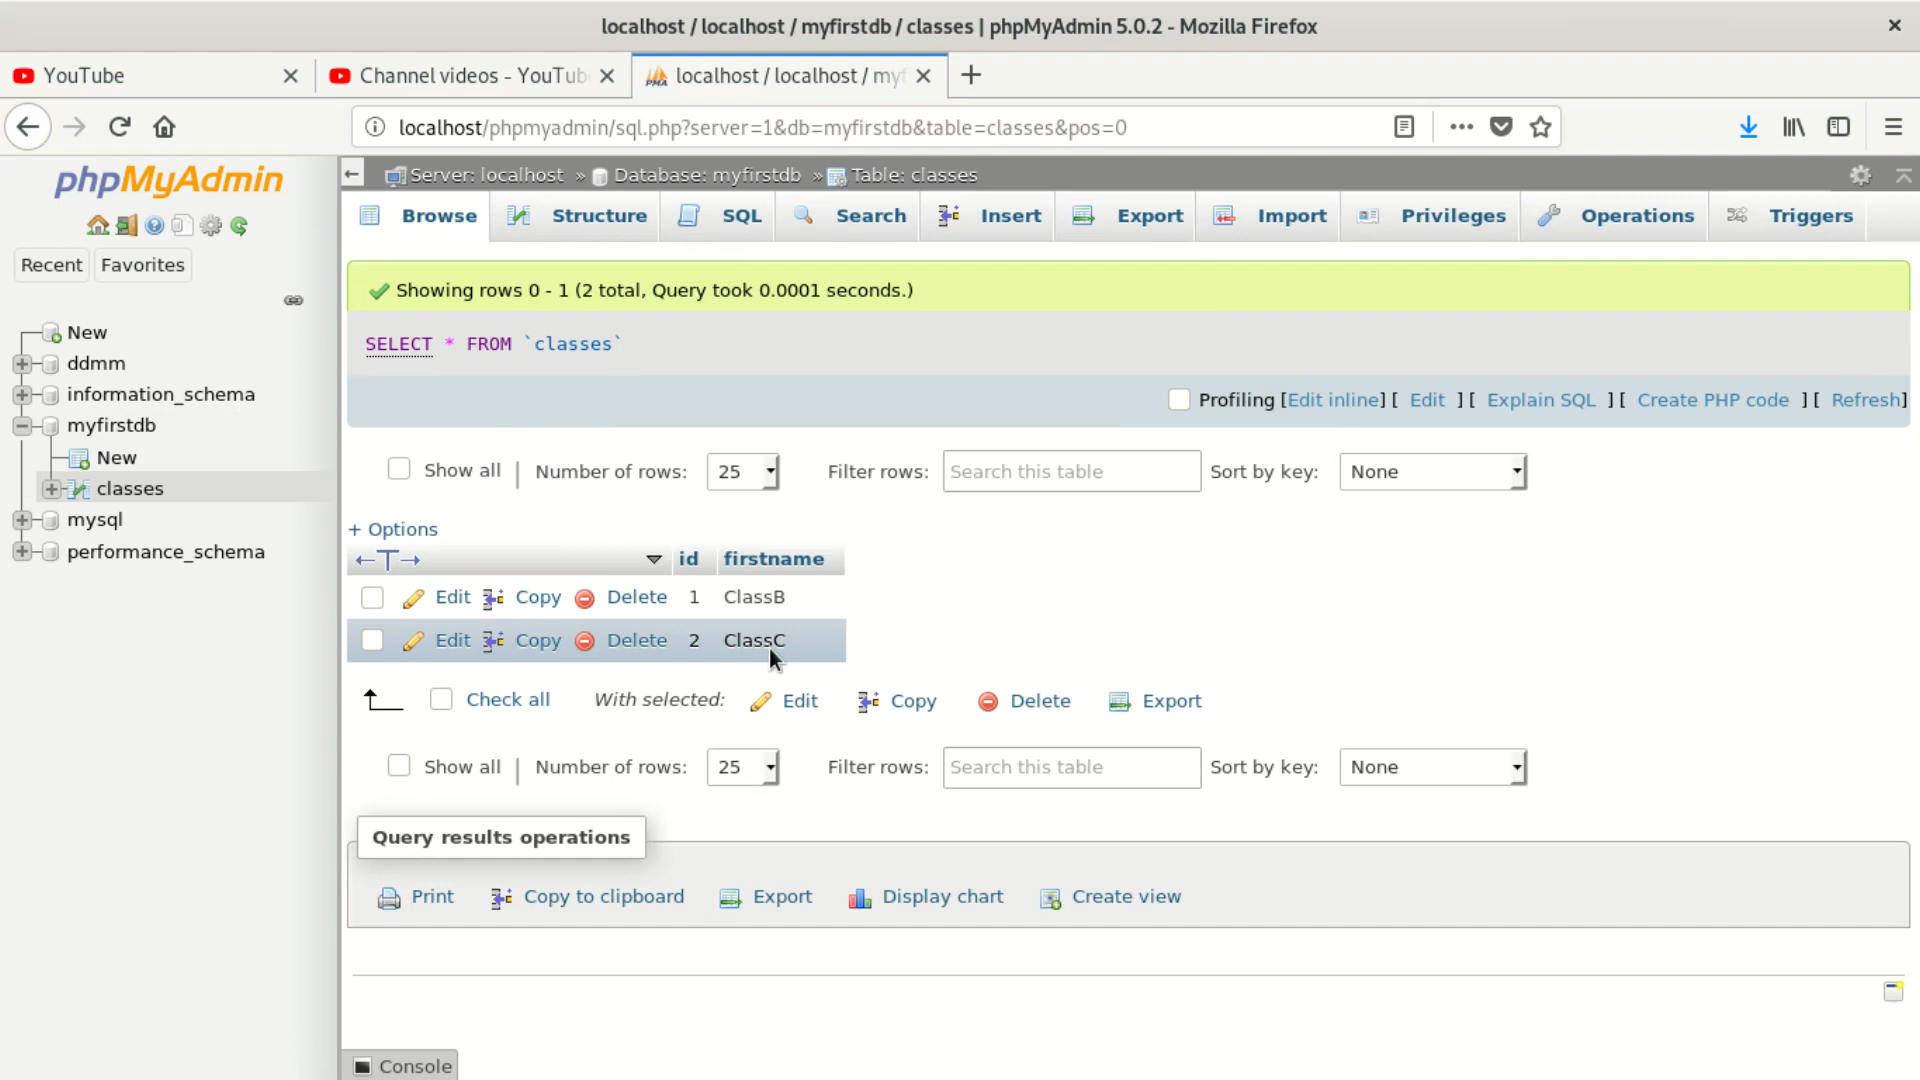 localhost / localhost / myfirstdb / classes | phpMyAdmin 5.0.2 - Mozilla Firefox
YouTube
Channel videos - YouTub
localhost / localhost / myf
localhost/phpmyadmin/sql.php?server=1&db=myfirstdb&table=classes&pos=0
phpMyAdmin
Recent Favorites
New
ddmm
information_schema
myfirstdb
New
classes
mysql
performance_schema
Server: localhost » Database: myfirstdb » Table: classes
Browse Structure SQL Search Insert Export Import Privileges Operations Triggers
Showing rows 0 - 1 (2 total, Query took 0.0001 seconds.)
SELECT * FROM `classes`
Profiling [Edit inline] [ Edit ] [ Explain SQL ] [ Create PHP code ] [ Refresh]
Show all | Number of rows: 25 Filter rows: Search this table Sort by key: None
+ Options
←T→ id firstname
Edit Copy Delete 1 ClassB
Edit Copy Delete 2 ClassC
Check all With selected: Edit Copy Delete Export
Show all | Number of rows: 25 Filter rows: Search this table Sort by key: None
Query results operations
Print Copy to clipboard Export Display chart Create view
Console